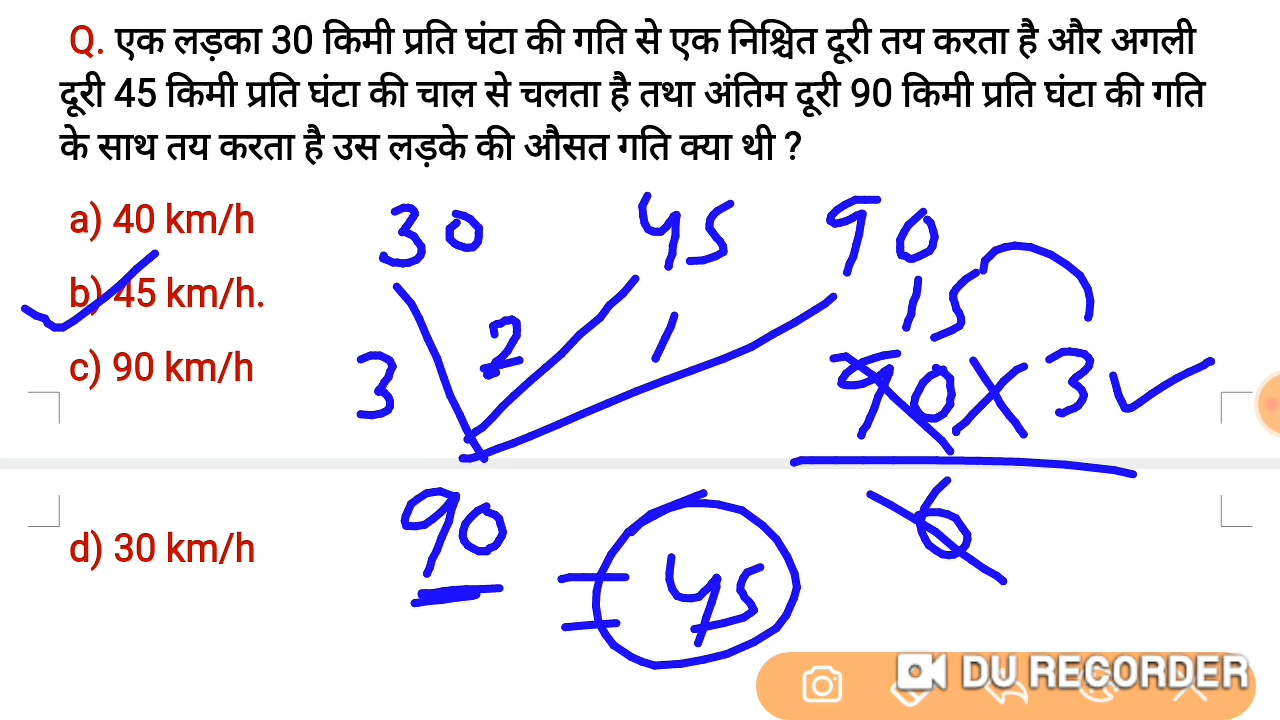 Q. एक लड़का 30 किमी प्रति घंटा की गति से एक निश्चित दूरी तय करता है और अगली
दूरी 45 किमी प्रति घंटा की चाल से चलता है तथा अंतिम दूरी 90 किमी प्रति घंटा की गति
के साथ तय करता है उस लड़के की औसत गति क्या थी ?
a) 40 km/h
30 45 90
b) 45 km/h.
15
2 1
c) 90 km/h
3
90 X 3
6
d) 30 km/h
90
= 45
DU RECORDER